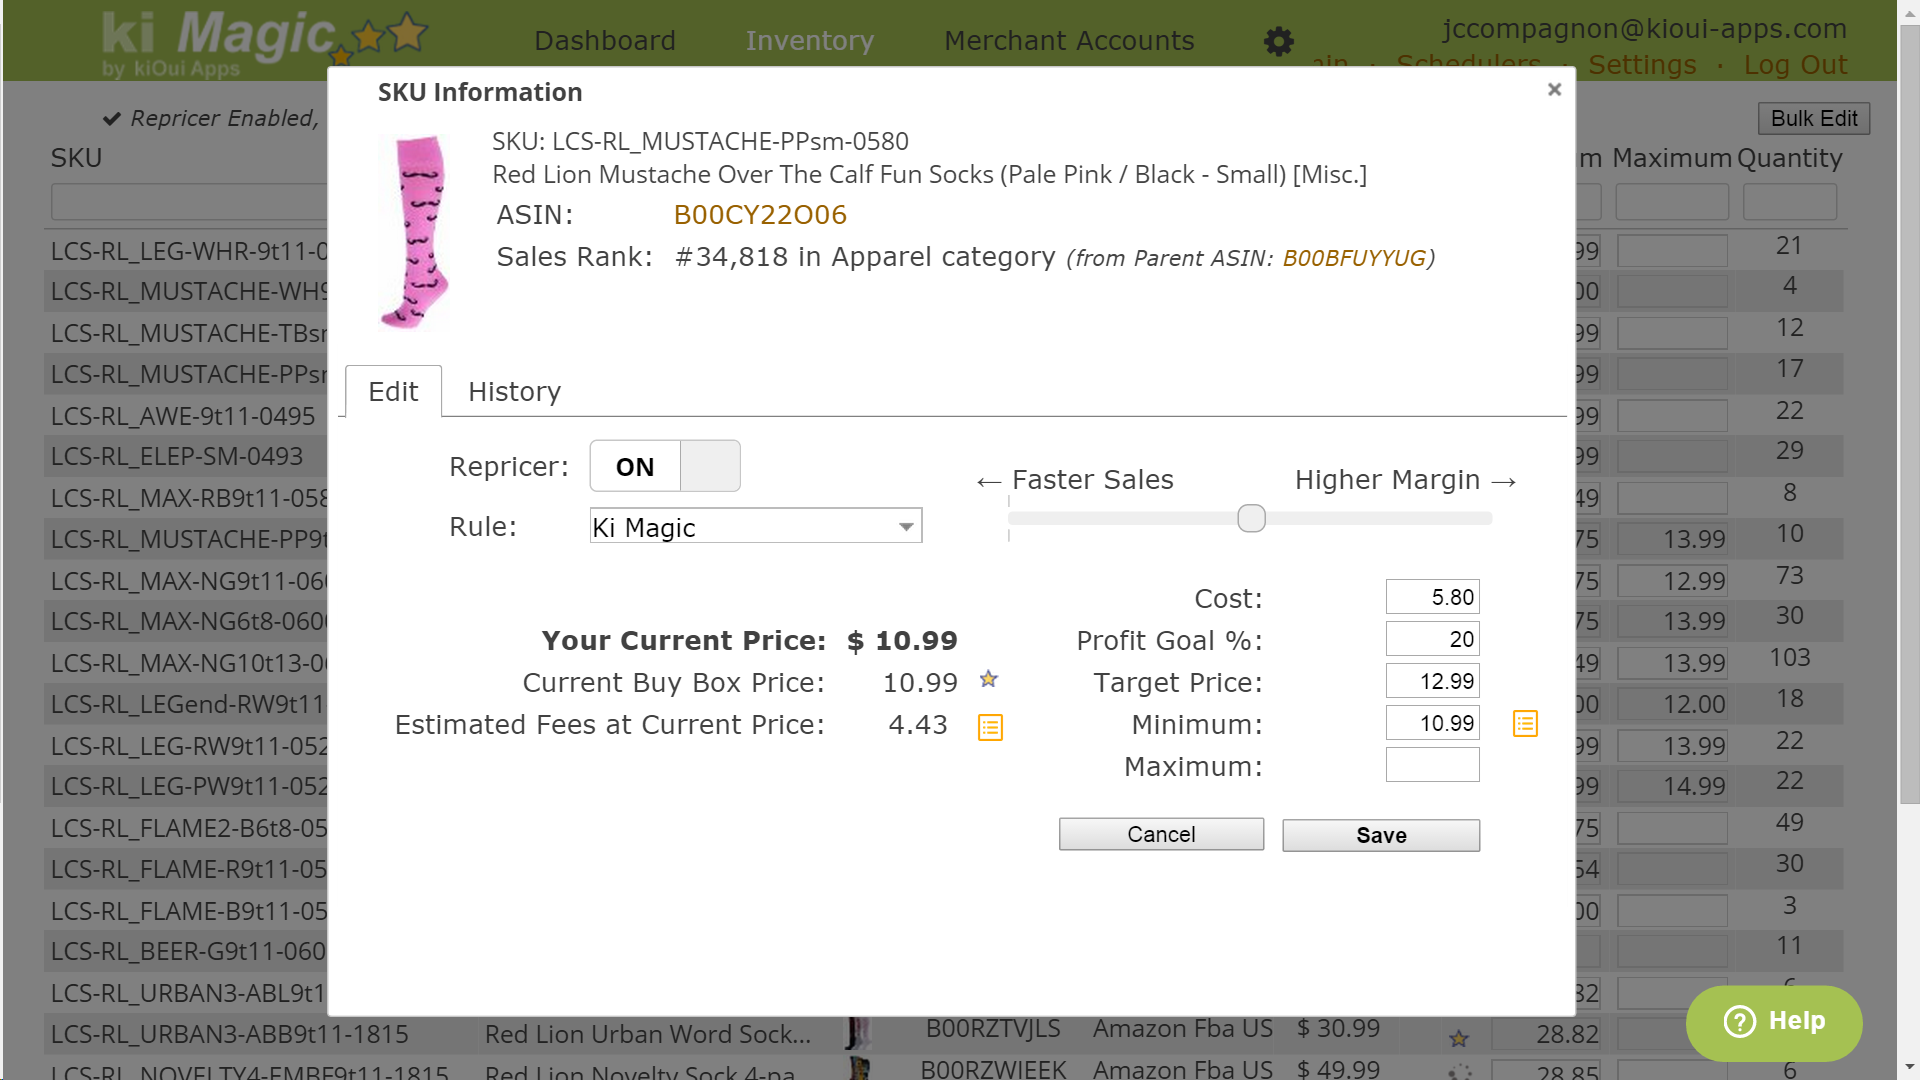 ki Magic
by kiOui Apps
Dashboard
Inventory
Merchant Accounts
jccompagnon@kioui-apps.com
· Schedulers · Settings · Log Out
✔ Repricer Enabled,
Bulk Edit
SKU
Maximum
Quantity
SKU Information
×
SKU: LCS-RL_MUSTACHE-PPsm-0580
Red Lion Mustache Over The Calf Fun Socks (Pale Pink / Black - Small) [Misc.]
ASIN: B00CY22O06
Sales Rank: #34,818 in Apparel category (from Parent ASIN: B00BFUYYUG)
Edit
History
Repricer: ON
← Faster Sales
Higher Margin →
Rule: Ki Magic
Cost: 5.80
Your Current Price: $ 10.99
Profit Goal %: 20
Current Buy Box Price: 10.99
Target Price: 12.99
Estimated Fees at Current Price: 4.43
Minimum: 10.99
Maximum:
Cancel
Save
LCS-RL_LEG-WHR-9t11-0 99 21
LCS-RL_MUSTACHE-WH9 00 4
LCS-RL_MUSTACHE-TBsr 99 12
LCS-RL_MUSTACHE-PPsr 99 17
LCS-RL_AWE-9t11-0495 99 22
LCS-RL_ELEP-SM-0493 99 29
LCS-RL_MAX-RB9t11-058 49 8
LCS-RL_MUSTACHE-PP9t 75 13.99 10
LCS-RL_MAX-NG9t11-060 75 12.99 73
LCS-RL_MAX-NG6t8-060 75 13.99 30
LCS-RL_MAX-NG10t13-0 49 13.99 103
LCS-RL_LEGend-RW9t11 00 12.00 18
LCS-RL_LEG-RW9t11-052 99 13.99 22
LCS-RL_LEG-PW9t11-052 99 14.99 22
LCS-RL_FLAME2-B6t8-05 75 49
LCS-RL_FLAME-R9t11-05 54 30
LCS-RL_FLAME-B9t11-05 00 3
LCS-RL_BEER-G9t11-060 11
LCS-RL_URBAN3-ABL9t1 82
LCS-RL_URBAN3-ABB9t11-1815 Red Lion Urban Word Sock... B00RZTVJLS Amazon Fba US $ 30.99 28.82
LCS-RL_NOVELTY4-EMBF9t11-1815 Red Lion Novelty Sock 4-pa B00RZWIEEK Amazon Fba US $ 49.99 28.85 6
Help